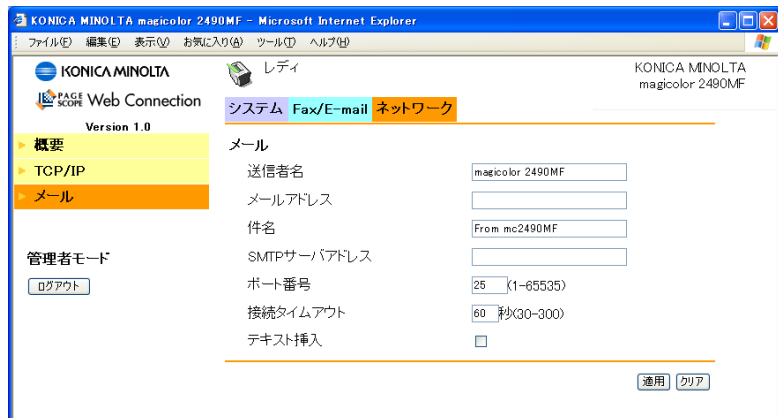 KONICA MINOLTA magicolor 2490MF - Microsoft Internet Explorer
ファイル(F) 編集(E) 表示(V) お気に入り(A) ツール(T) ヘルプ(H)
KONICA MINOLTA
レディ
KONICA MINOLTA
magicolor 2490MF
PAGE SCOPE Web Connection
Version 1.0
システム Fax/E-mail ネットワーク
概要
TCP/IP
メール
管理者モード
ログアウト
メール
送信者名 magicolor 2490MF
メールアドレス
件名 From mc2490MF
SMTPサーバアドレス
ポート番号 25 (1-65535)
接続タイムアウト 60 秒(30-300)
テキスト挿入
適用 クリア